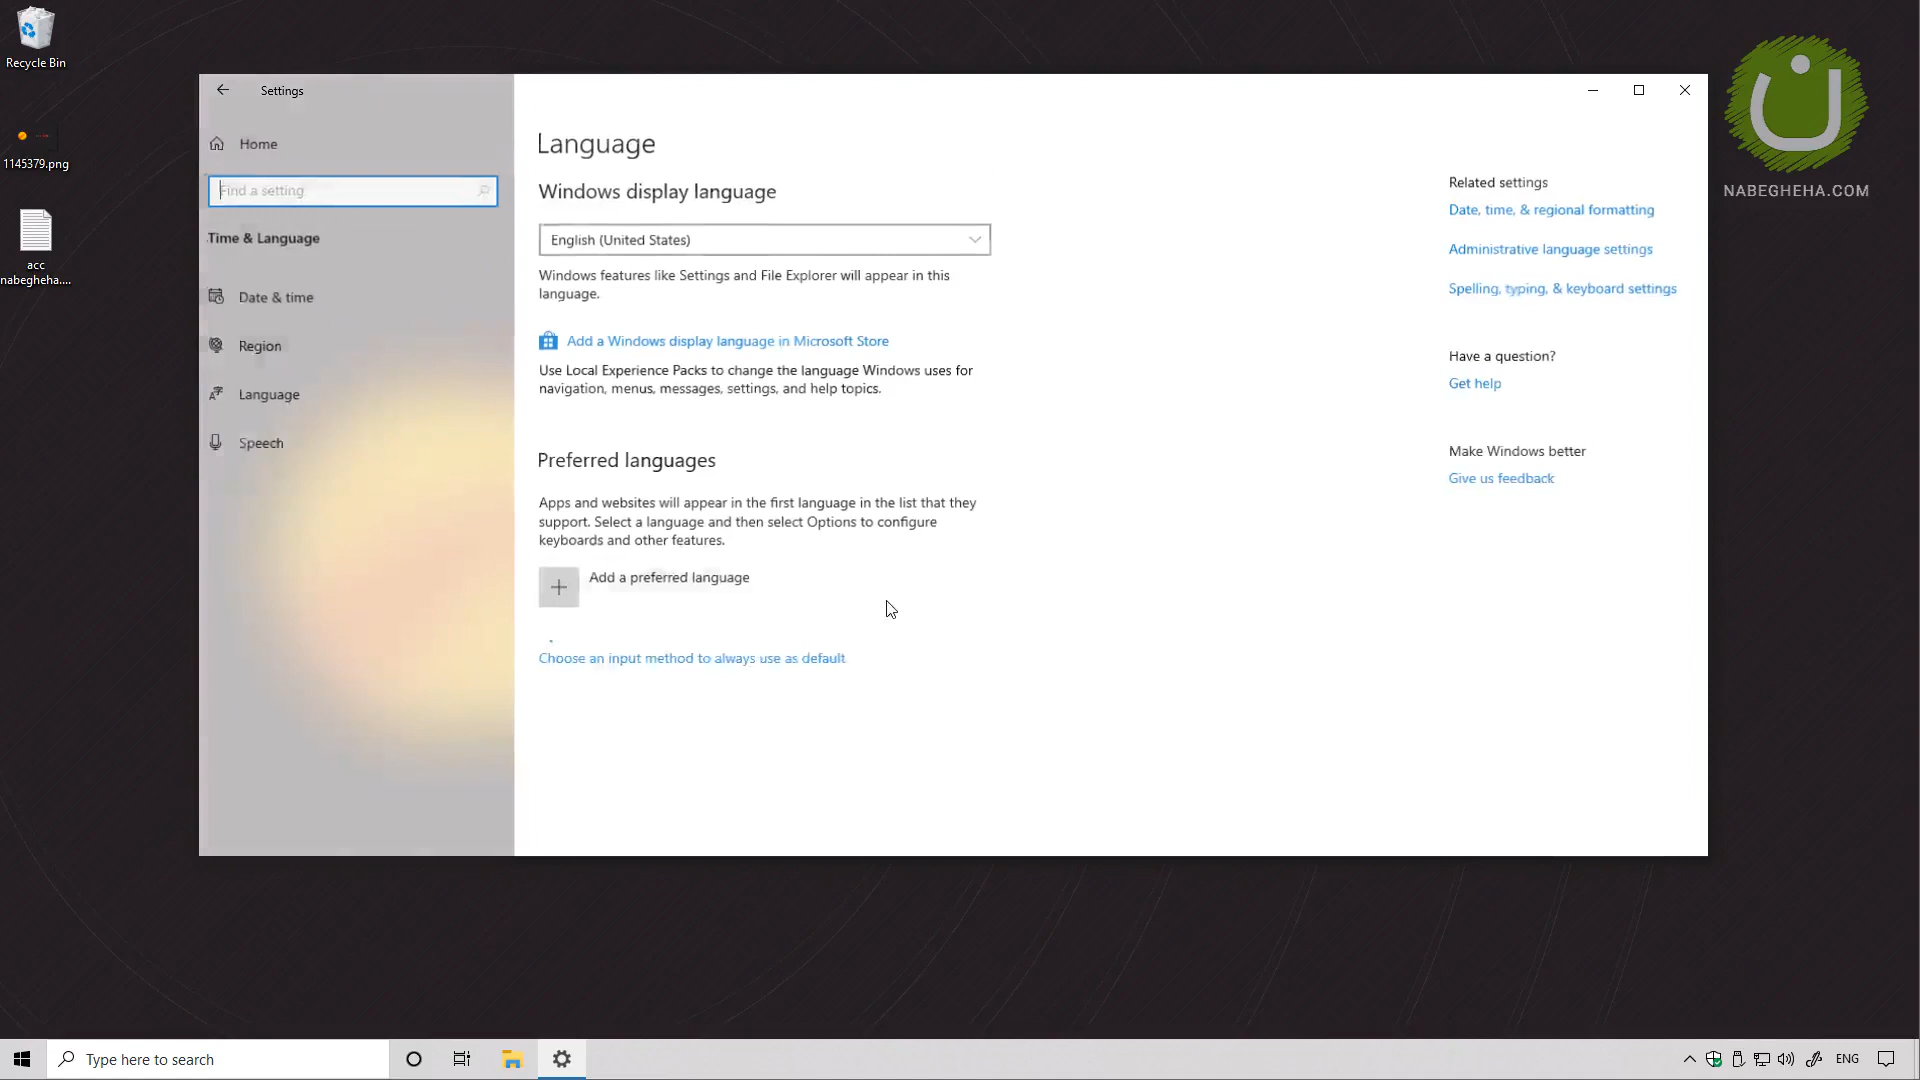 Recycle Bin
1145379.png
acc
nabegheha....
Settings
Home
Find a setting
Time & Language
Date & time
Region
Language
Speech
Language
Windows display language
English (United States)
Windows features like Settings and File Explorer will appear in this
language.
Add a Windows display language in Microsoft Store
Use Local Experience Packs to change the language Windows uses for
navigation, menus, messages, settings, and help topics.
Preferred languages
Apps and websites will appear in the first language in the list that they
support. Select a language and then select Options to configure
keyboards and other features.
Add a preferred language
Choose an input method to always use as default
Related settings
Date, time, & regional formatting
Administrative language settings
Spelling, typing, & keyboard settings
Have a question?
Get help
Make Windows better
Give us feedback
NABEGHEHA.COM
Type here to search
ENG